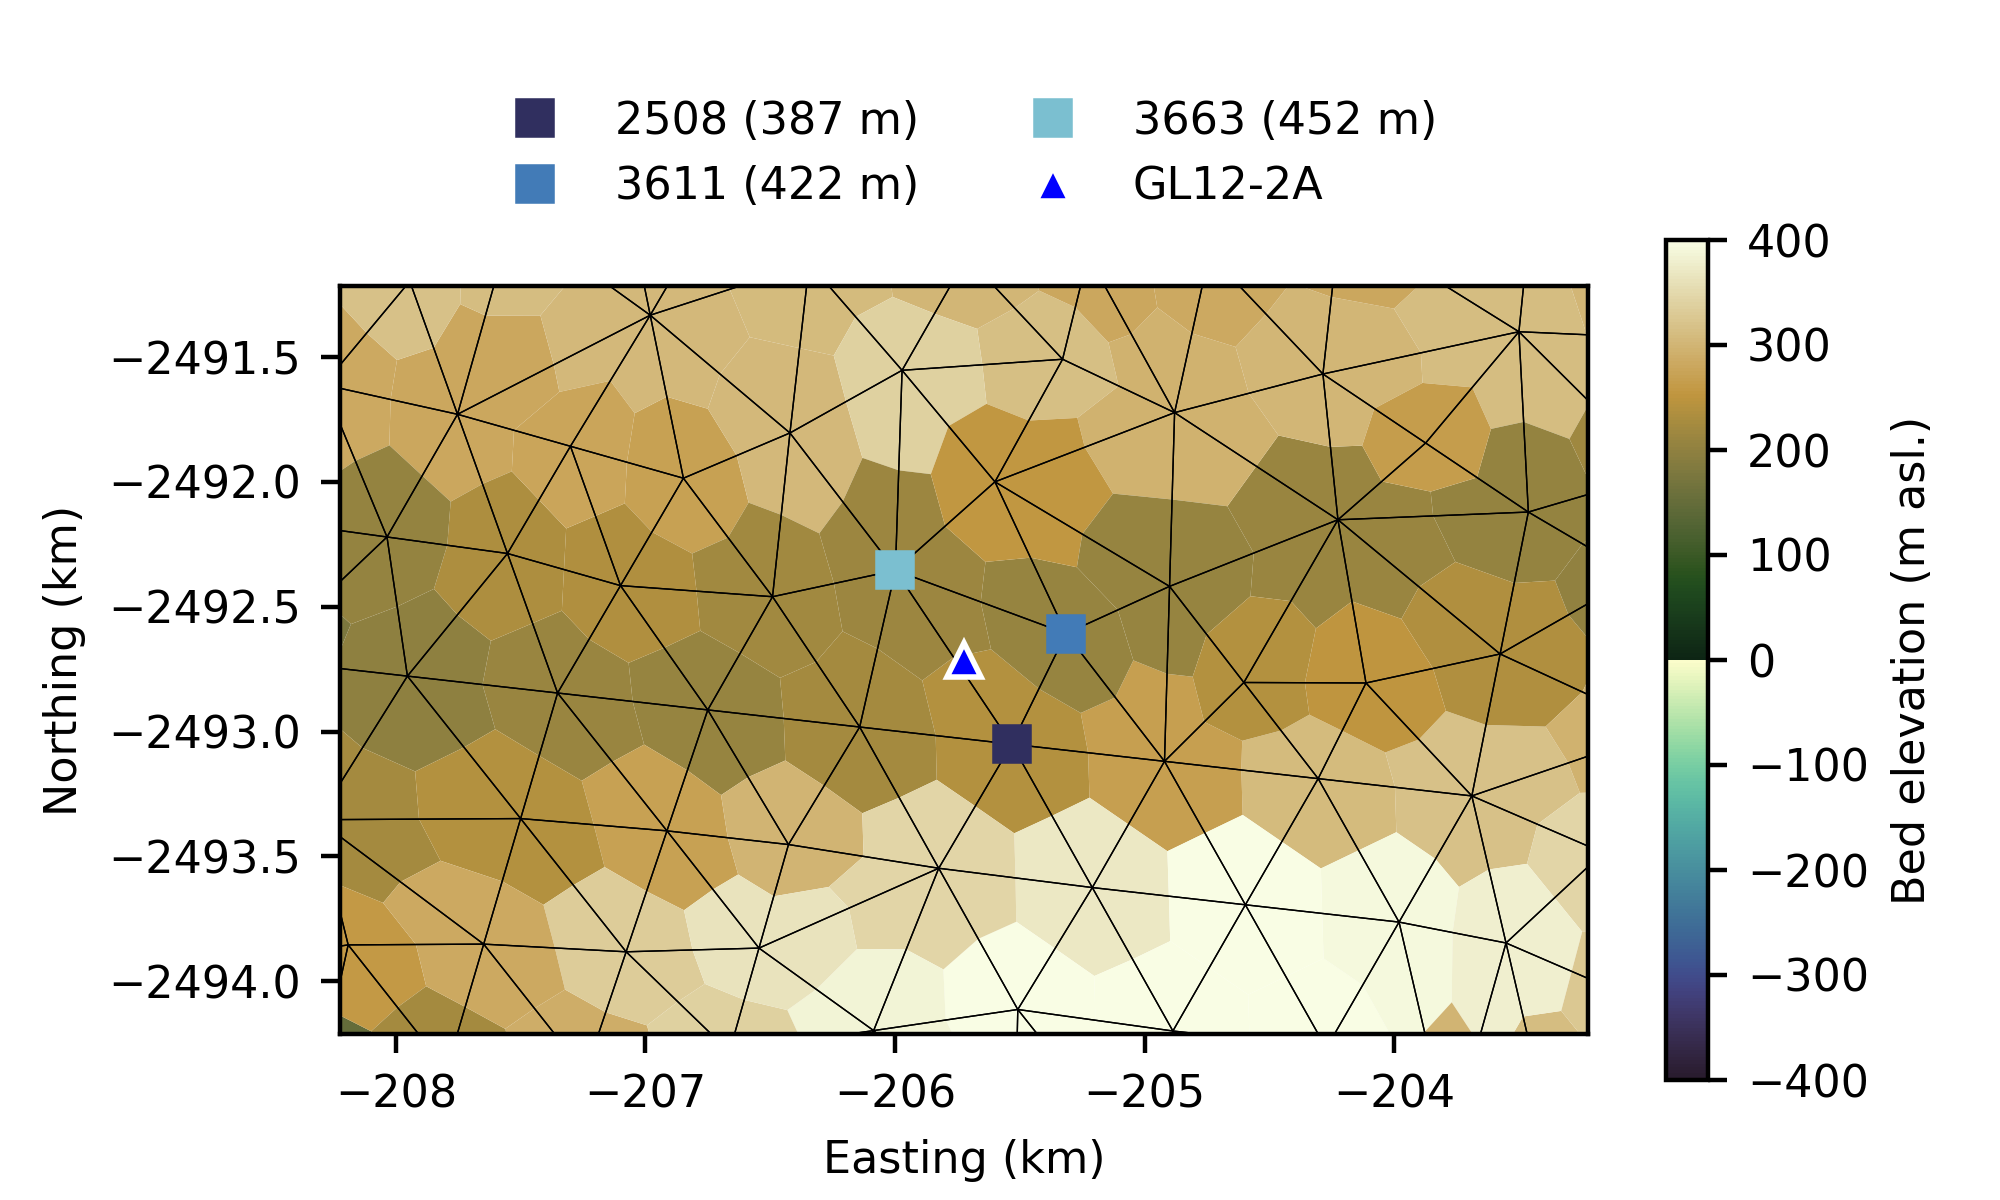 2508 (387 m)
3611 (422 m)
3663 (452 m)
GL12-2A
−2491.5
−2492.0
−2492.5
−2493.0
−2493.5
−2494.0
Northing (km)
−208
−207
−206
−205
−204
Easting (km)
400
300
200
100
0
−100
−200
−300
−400
Bed elevation (m asl.)